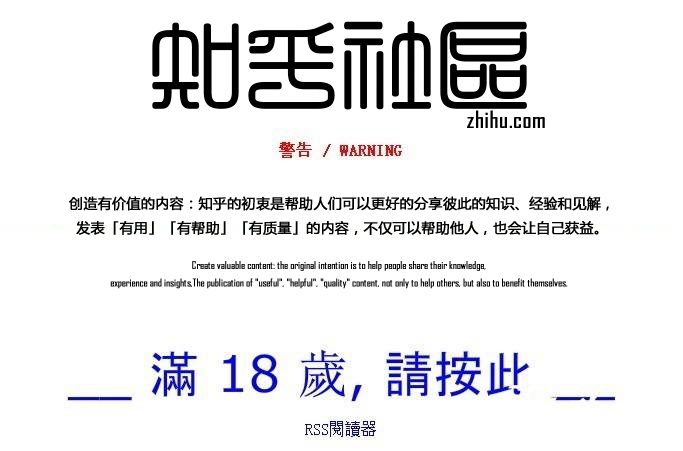 知乎社區
zhihu.com
警告 / WARNING
创造有价值的内容：知乎的初衷是帮助人们可以更好的分享彼此的知识、经验和见解，
发表「有用」「有帮助」「有质量」的内容，不仅可以帮助他人，也会让自己获益。
Create valuable content: the original intention is to help people share their knowledge,
experience and insights,The publication of "useful", "helpful", "quality" content, not only to help others, but also to benefit themselves.
滿 18 歲, 請按此
RSS閱讀器